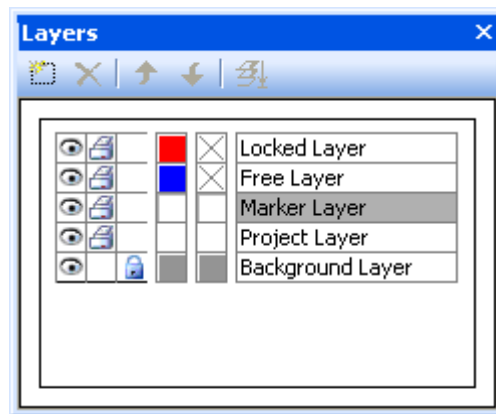 Layers
Locked Layer
Free Layer
Marker Layer
Project Layer
Background Layer